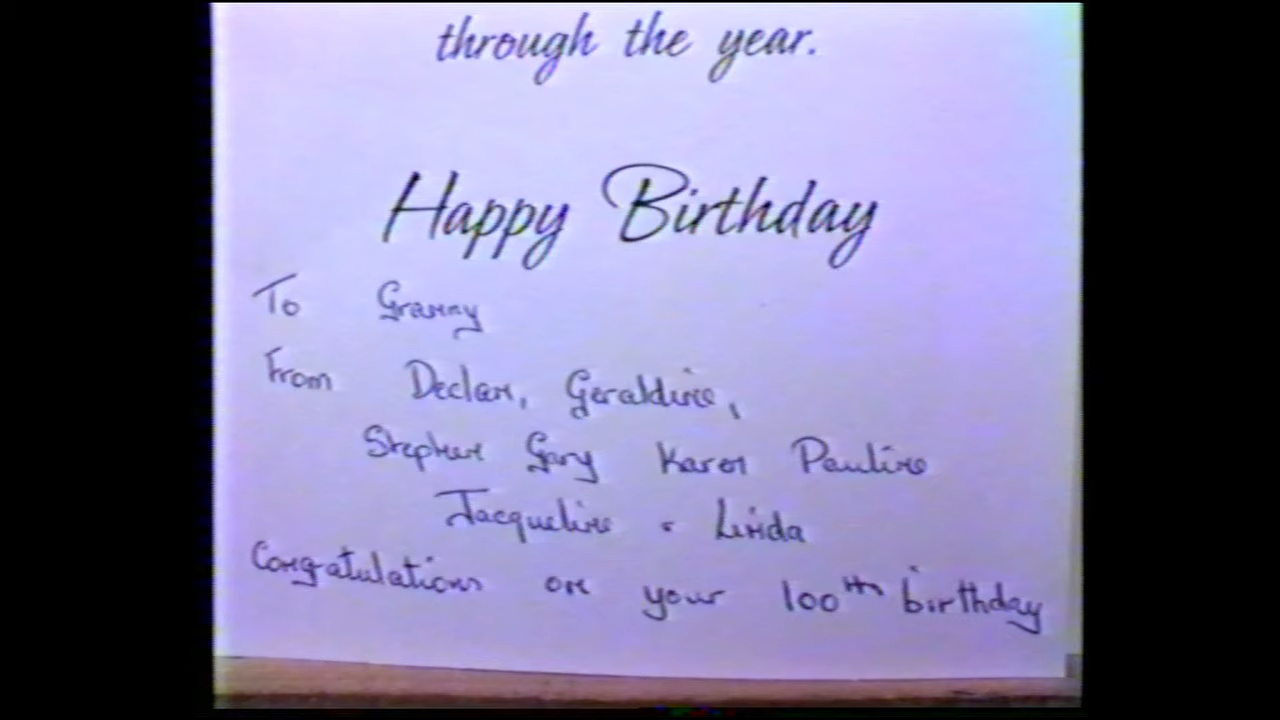 through the year.
Happy Birthday
To Granny
From Declan, Geraldine,
Stephen Gary Karen Pauline
Jacqueline & Linda
Congratulations on your 100th birthday